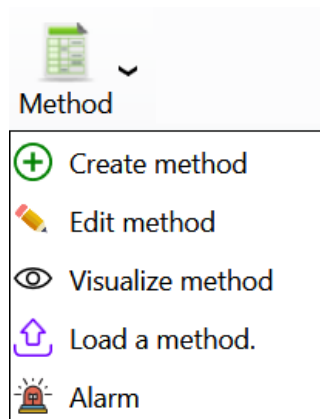 Method
Create method
Edit method
Visualize method
Load a method.
Alarm